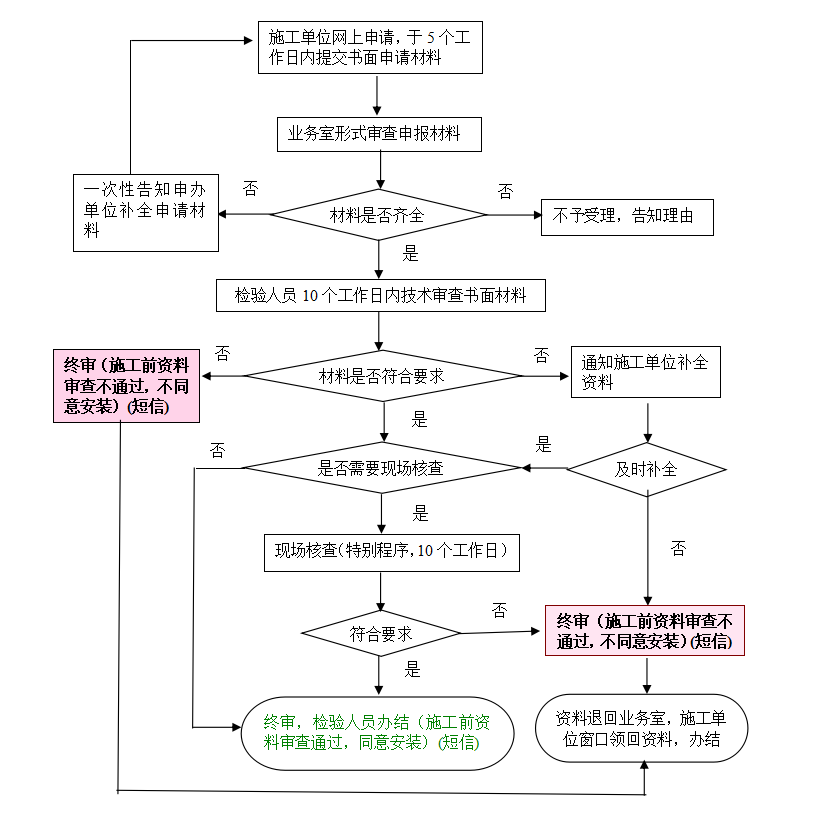 施工单位网上申请，于 5 个工
作日内提交书面申请材料
业务室形式审查申报材料
一次性告知申办
单位补全申请材
料
否
材料是否齐全
否
不予受理，告知理由
是
检验人员 10 个工作日内技术审查书面材料
终审（施工前资料
审查不通过，不同
意安装）(短信)
否
材料是否符合要求
否
通知施工单位补全
资料
是
否
是否需要现场核查
是
及时补全
是
现场核查（特别程序，10 个工作日）
否
符合要求
否
终审（施工前资料审查不
通过，不同意安装）(短信)
是
终审，检验人员办结（施工前资
料审查通过，同意安装）(短信)
资料退回业务室，施工单
位窗口领回资料，办结